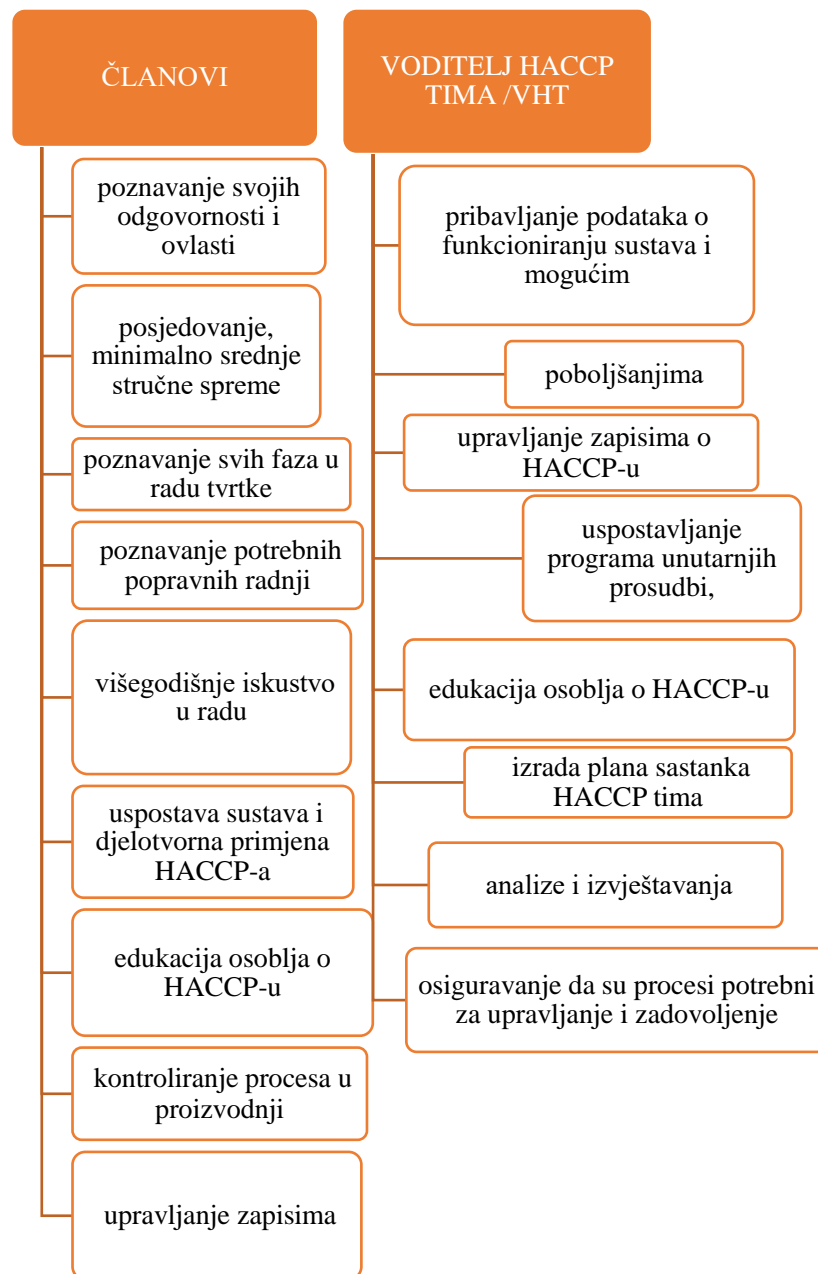 ČLANOVI
poznavanje svojih
odgovornosti i
ovlasti
posjedovanje,
minimalno srednje
stručne spreme
poznavanje svih faza u
radu tvrtke
poznavanje potrebnih
popravnih radnji
višegodišnje iskustvo
u radu
uspostava sustava i
djelotvorna primjena
HACCP-a
edukacija osoblja o
HACCP-u
kontroliranje procesa u
proizvodnji
upravljanje zapisima
VODITELJ HACCP
TIMA /VHT
pribavljanje podataka o
funkcioniranju sustava i
mogućim
poboljšanjima
upravljanje zapisima o
HACCP-u
uspostavljanje
programa unutarnjih
prosudbi,
edukacija osoblja o HACCP-u
izrada plana sastanka
HACCP tima
analize i izvještavanja
osiguravanje da su procesi potrebni
za upravljanje i zadovoljenje